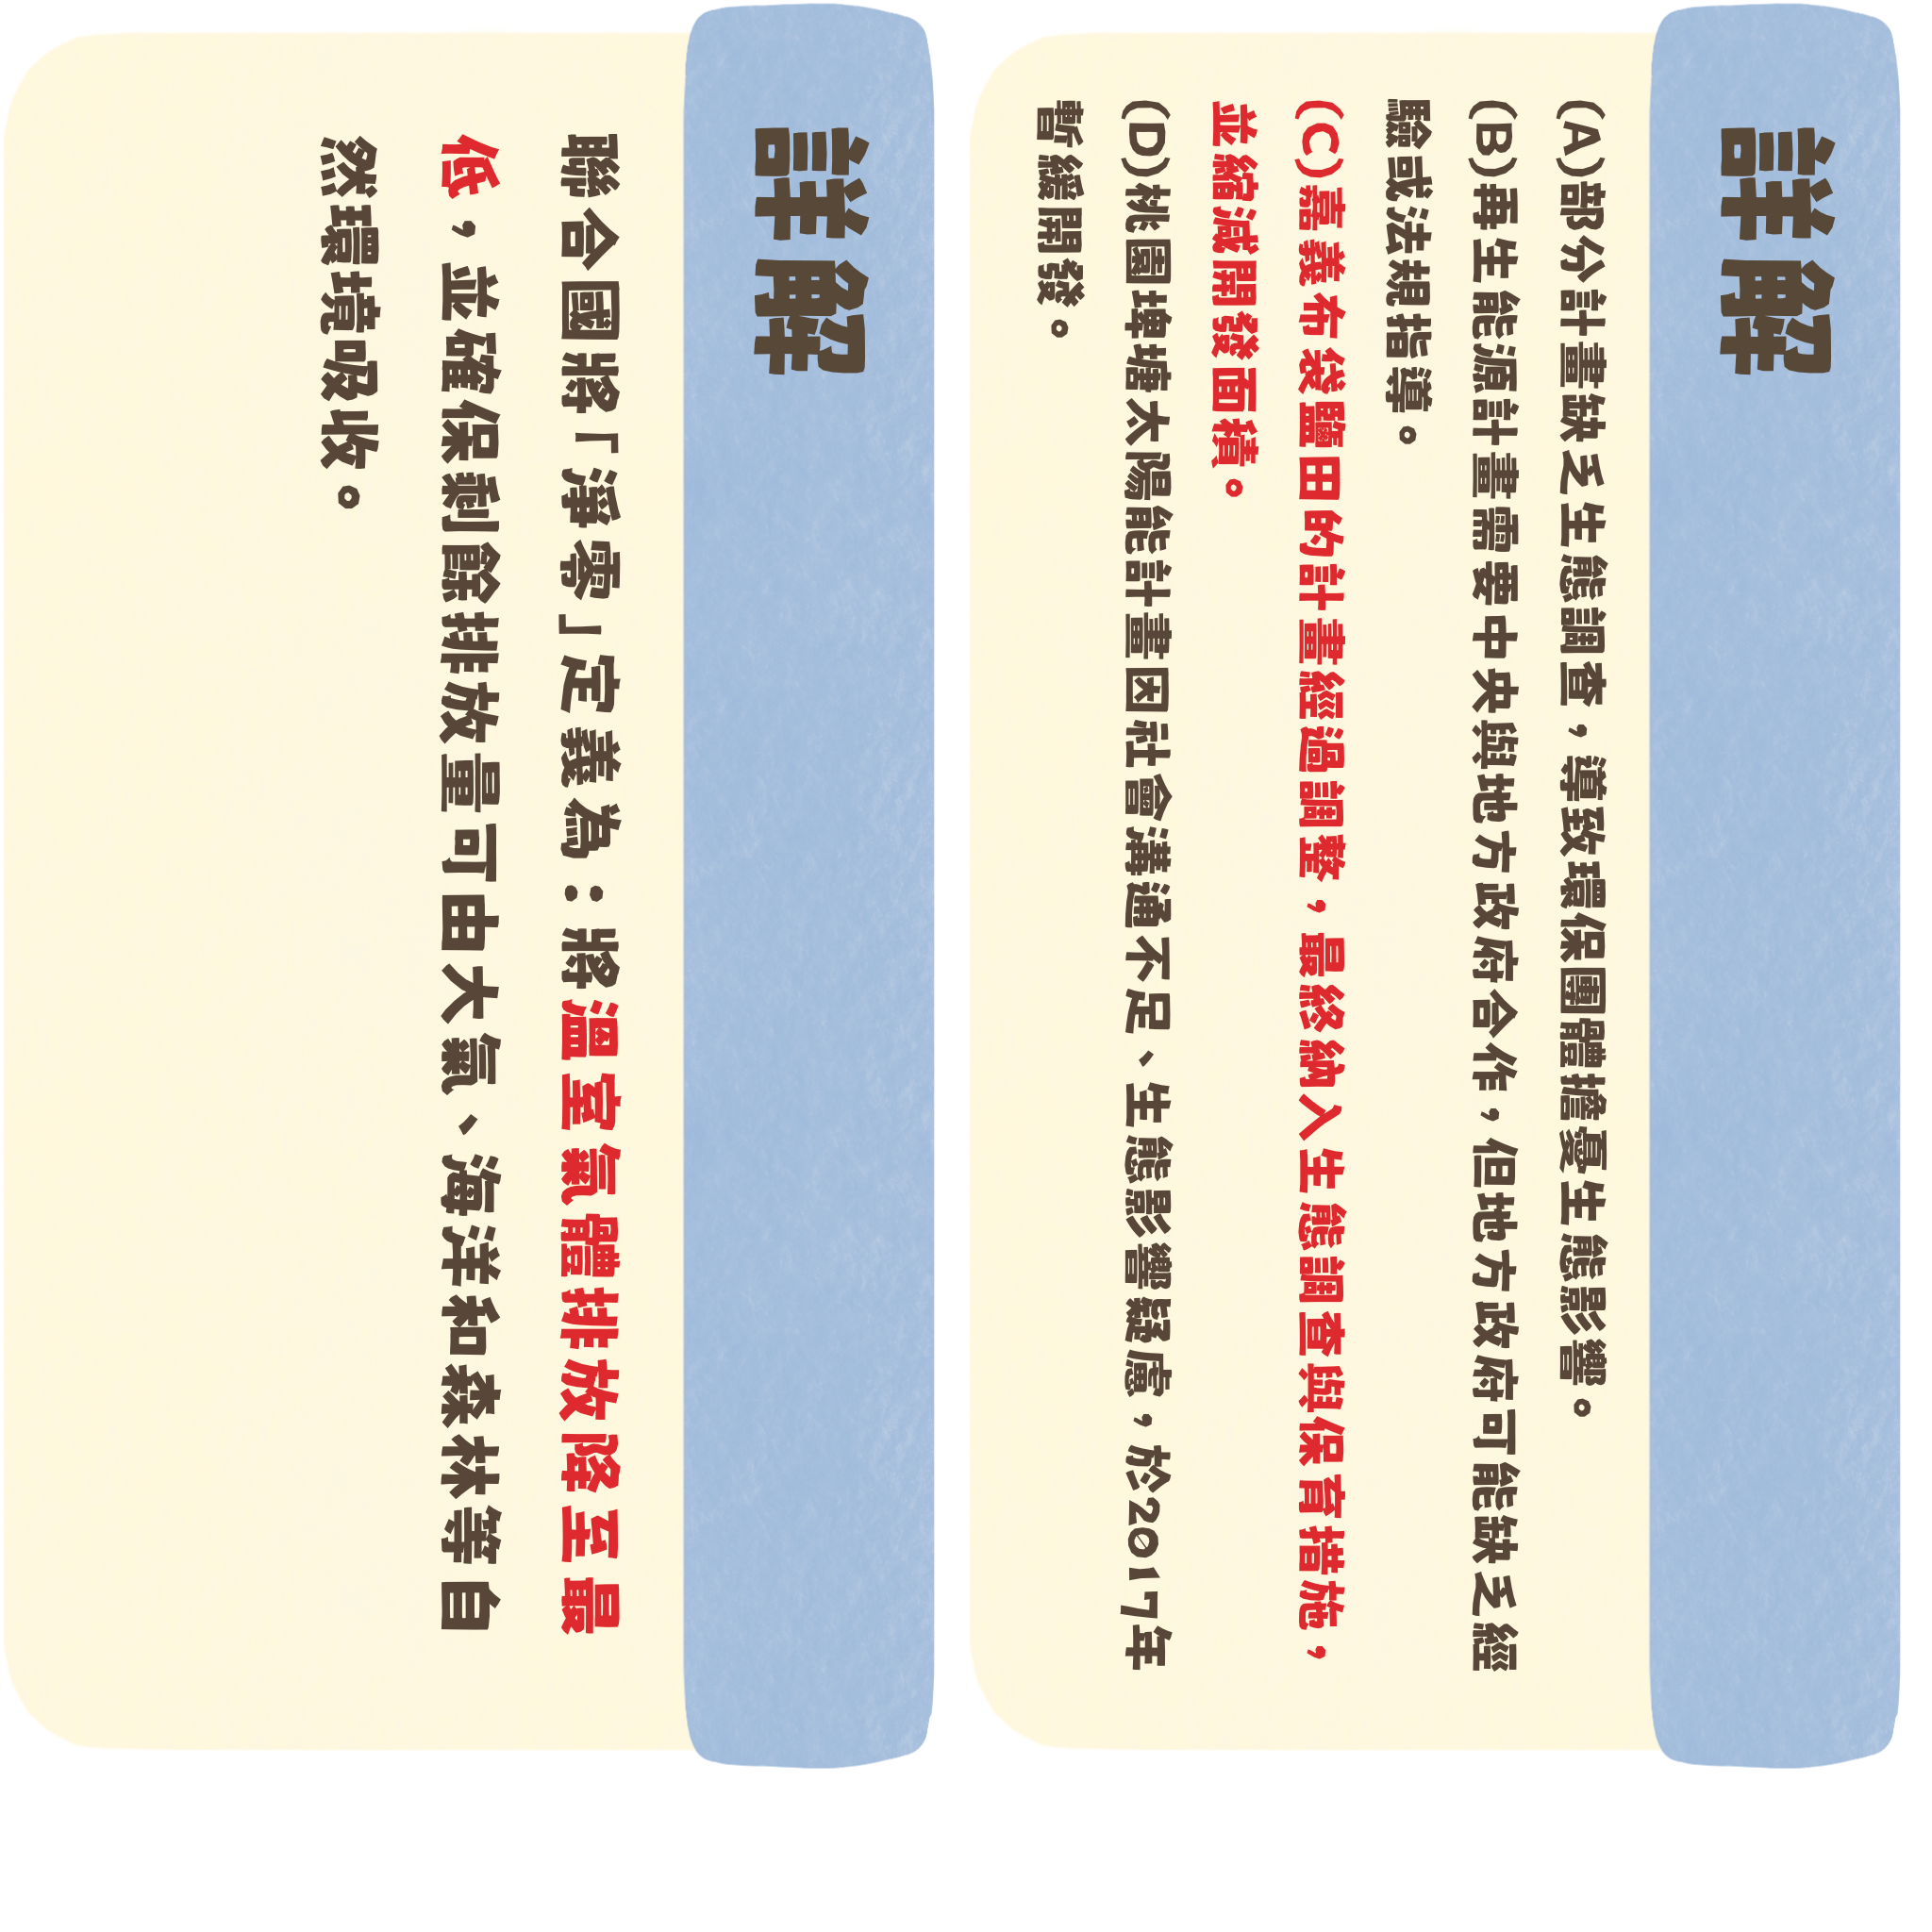 詳解
(A)部分計畫缺乏生態調查，導致環保團體擔憂生態影響。
(B)再生能源計畫需要中央與地方政府合作，但地方政府可能缺乏經
驗或法規指導。
(C)嘉義布袋鹽田的計畫經過調整，最終納入生態調查與保育措施，
並縮減開發面積。
(D)桃園埤塘太陽能計畫因社會溝通不足、生態影響疑慮，於2017年
暫緩開發。
詳解
聯合國將「淨零」定義為：將溫室氣體排放降至最
低，並確保剩餘排放量可由大氣、海洋和森林等自
然環境吸收。